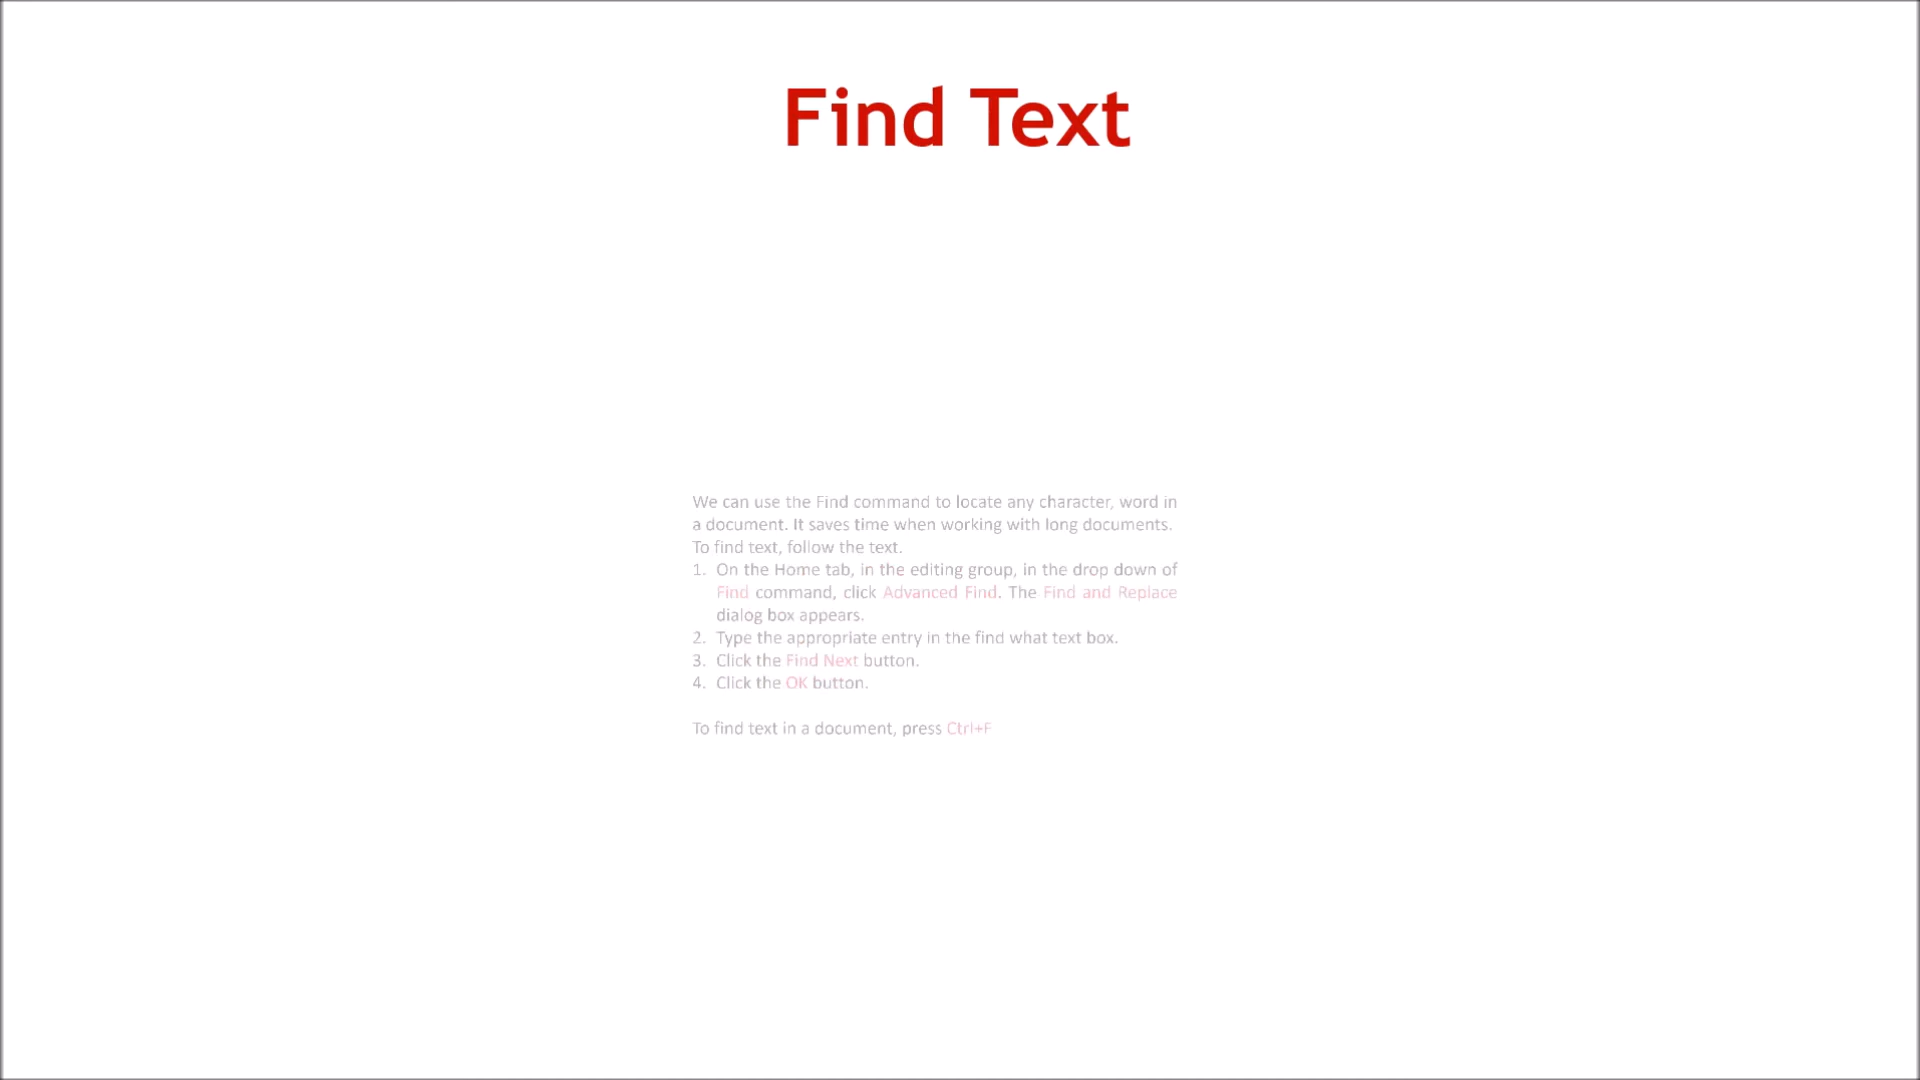 Find Text
We can use the Find command to locate any character, word in
a document. It saves time when working with long documents.
To find text, follow the text.
1. On the Home tab, in the editing group, in the drop down of
Find command, click Advanced Find. The Find and Replace
dialog box appears.
2. Type the appropriate entry in the find what text box.
3. Click the Find Next button.
4. Click the OK button.
To find text in a document, press Ctrl+F